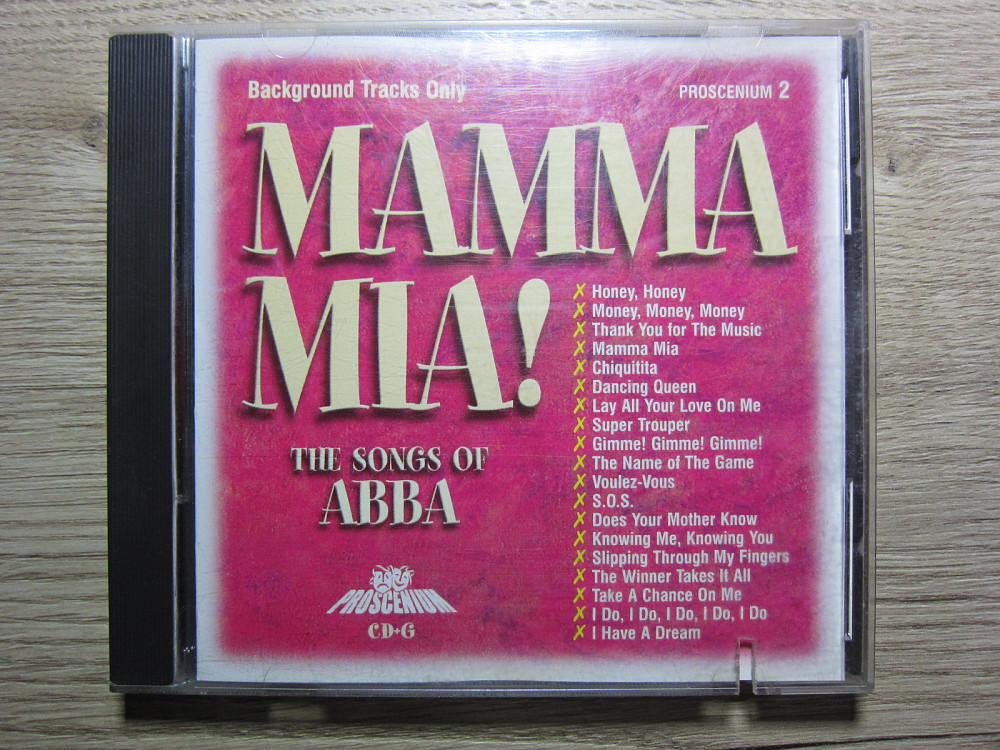 Background Tracks Only
PROSCENIUM 2
MAMMA
MIA!
THE SONGS OF
ABBA
PROSCENIUM
CD+G
✗ Honey, Honey
✗ Money, Money, Money
✗ Thank You for The Music
✗ Mamma Mia
✗ Chiquitita
✗ Dancing Queen
✗ Lay All Your Love On Me
✗ Super Trouper
✗ Gimme! Gimme! Gimme!
✗ The Name of The Game
✗ Voulez-Vous
✗ S.O.S.
✗ Does Your Mother Know
✗ Knowing Me, Knowing You
✗ Slipping Through My Fingers
✗ The Winner Takes It All
✗ Take A Chance On Me
✗ I Do, I Do, I Do, I Do, I Do
✗ I Have A Dream